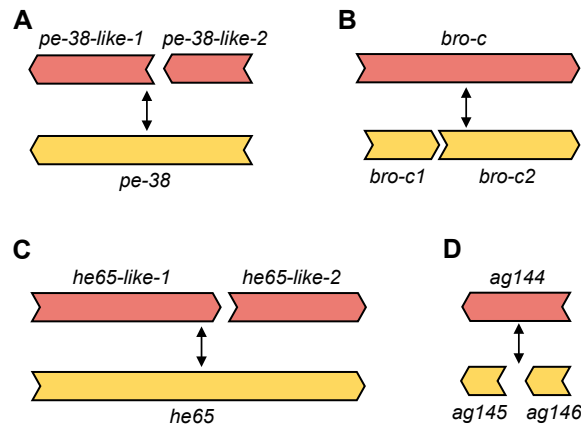 A
pe-38-like-1 pe-38-like-2
pe-38
B
bro-c
bro-c1 bro-c2
C
he65-like-1 he65-like-2
he65
D
ag144
ag145 ag146